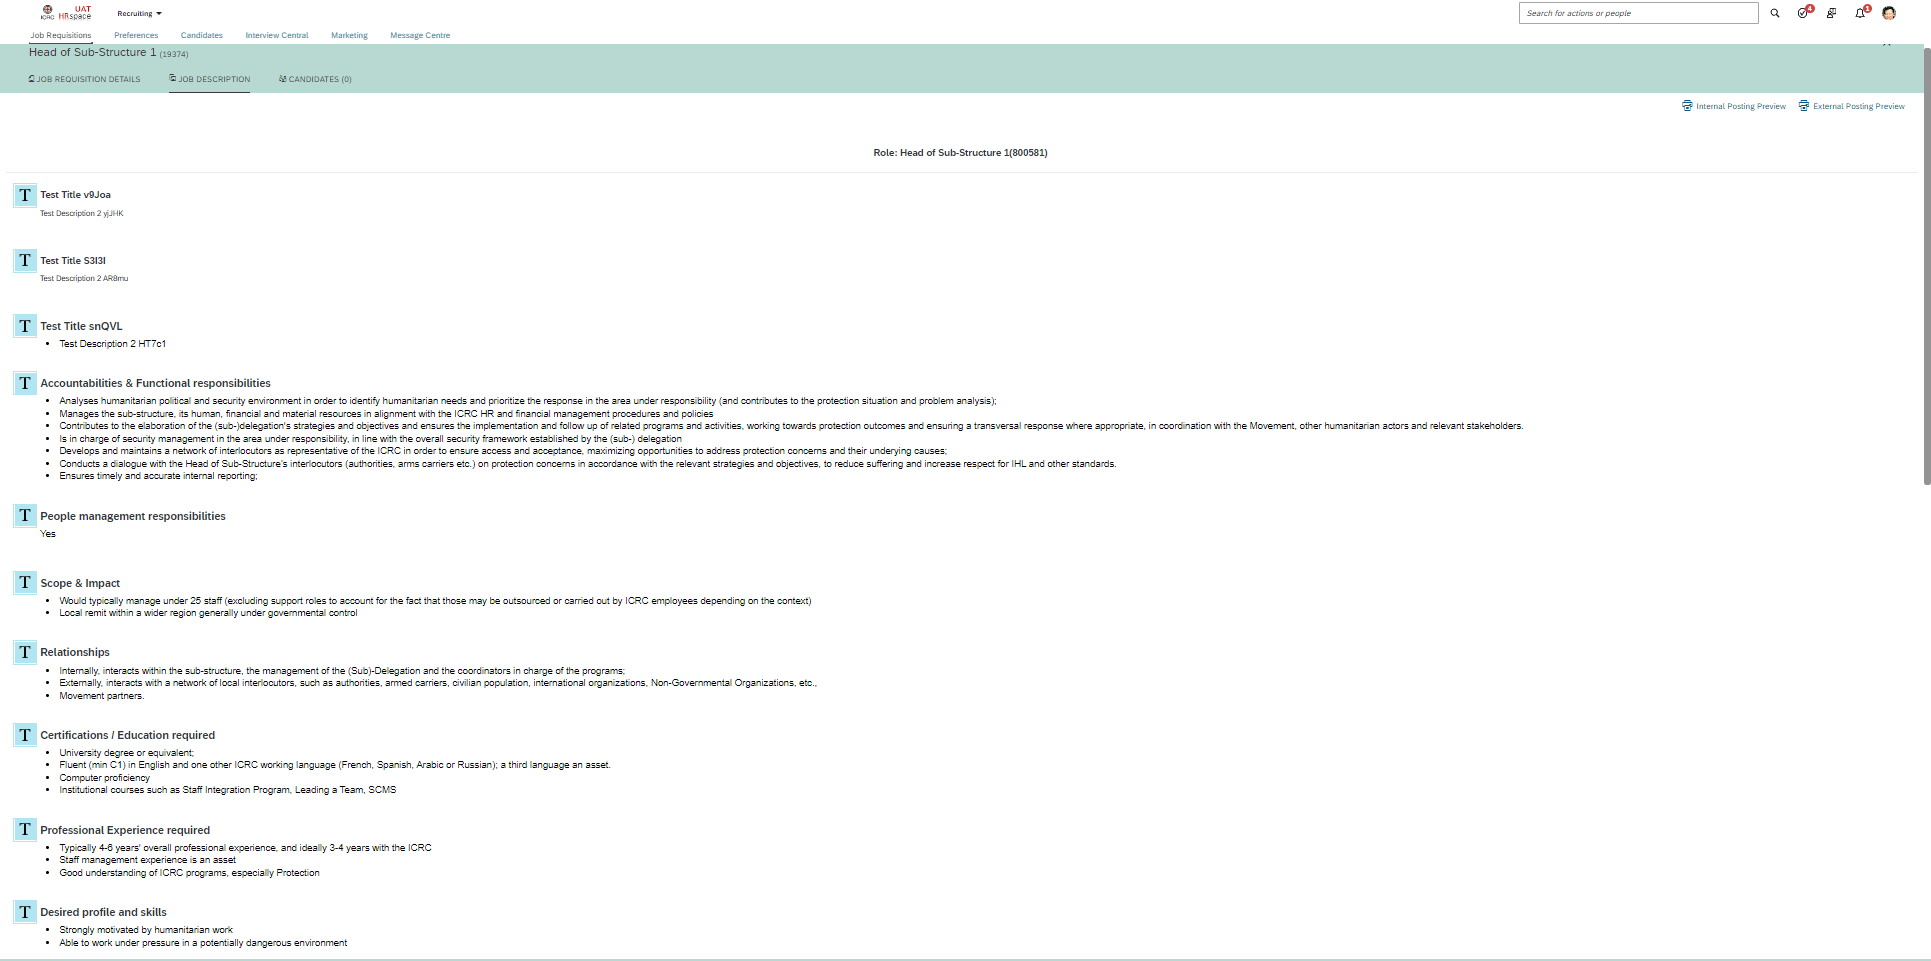 UAT
ICRC HRspace
Recruiting
Search for actions or people
4
1
Job Requisitions Preferences Candidates Interview Central Marketing Message Centre
Head of Sub-Structure 1 (19374)
JOB REQUISITION DETAILS JOB DESCRIPTION CANDIDATES (0)
Internal Posting Preview External Posting Preview
Role: Head of Sub-Structure 1(800581)
T Test Title v9Joa
Test Description 2 yjJHK
T Test Title S3I3I
Test Description 2 AR8mu
T Test Title snQVL
• Test Description 2 HT7c1
T Accountabilities & Functional responsibilities
• Analyses humanitarian political and security environment in order to identify humanitarian needs and prioritize the response in the area under responsibility (and contributes to the protection situation and problem analysis);
• Manages the sub-structure, its human, financial and material resources in alignment with the ICRC HR and financial management procedures and policies
• Contributes to the elaboration of the (sub-)delegation's strategies and objectives and ensures the implementation and follow up of related programs and activities, working towards protection outcomes and ensuring a transversal response where appropriate, in coordination with the Movement, other humanitarian actors and relevant stakeholders.
• Is in charge of security management in the area under responsibility, in line with the overall security framework established by the (sub-) delegation
• Develops and maintains a network of interlocutors as representative of the ICRC in order to ensure access and acceptance, maximizing opportunities to address protection concerns and their underlying causes;
• Conducts a dialogue with the Head of Sub-Structure's interlocutors (authorities, arms carriers etc.) on protection concerns in accordance with the relevant strategies and objectives, to reduce suffering and increase respect for IHL and other standards.
• Ensures timely and accurate internal reporting;
T People management responsibilities
Yes
T Scope & Impact
• Would typically manage under 25 staff (excluding support roles to account for the fact that those may be outsourced or carried out by ICRC employees depending on the context)
• Local remit within a wider region generally under governmental control
T Relationships
• Internally, interacts within the sub-structure, the management of the (Sub)-Delegation and the coordinators in charge of the programs;
• Externally, interacts with a network of local interlocutors, such as authorities, armed carriers, civilian population, international organizations, Non-Governmental Organizations, etc.,
• Movement partners.
T Certifications / Education required
• University degree or equivalent;
• Fluent (min C1) in English and one other ICRC working language (French, Spanish, Arabic or Russian); a third language an asset.
• Computer proficiency
• Institutional courses such as Staff Integration Program, Leading a Team, SCMS
T Professional Experience required
• Typically 4-6 years' overall professional experience, and ideally 3-4 years with the ICRC
• Staff management experience is an asset
• Good understanding of ICRC programs, especially Protection
T Desired profile and skills
• Strongly motivated by humanitarian work
• Able to work under pressure in a potentially dangerous environment